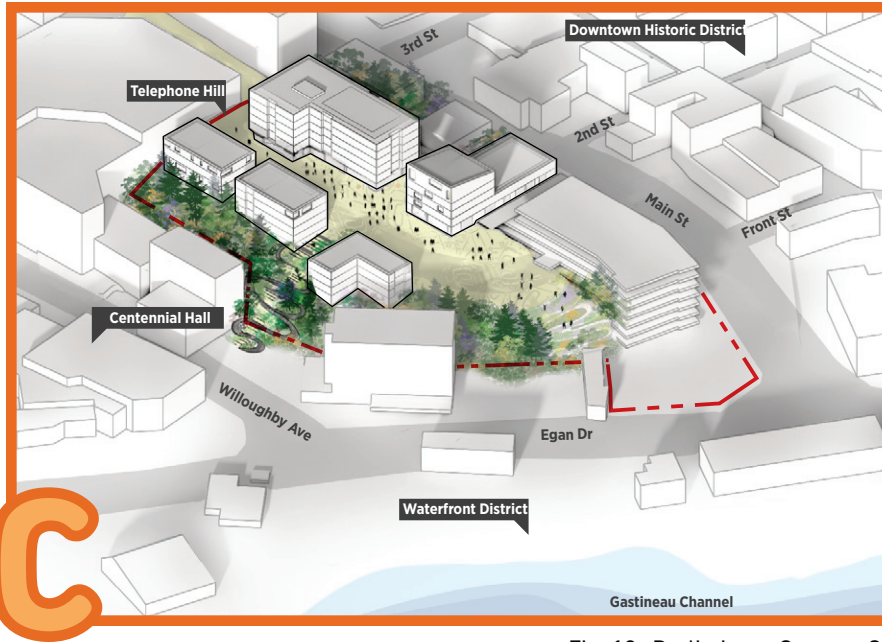 3rd St
Downtown Historic District
Telephone Hill
2nd St
Main St
Front St
Centennial Hall
Willoughby Ave
Egan Dr
Waterfront District
C
Gastineau Channel